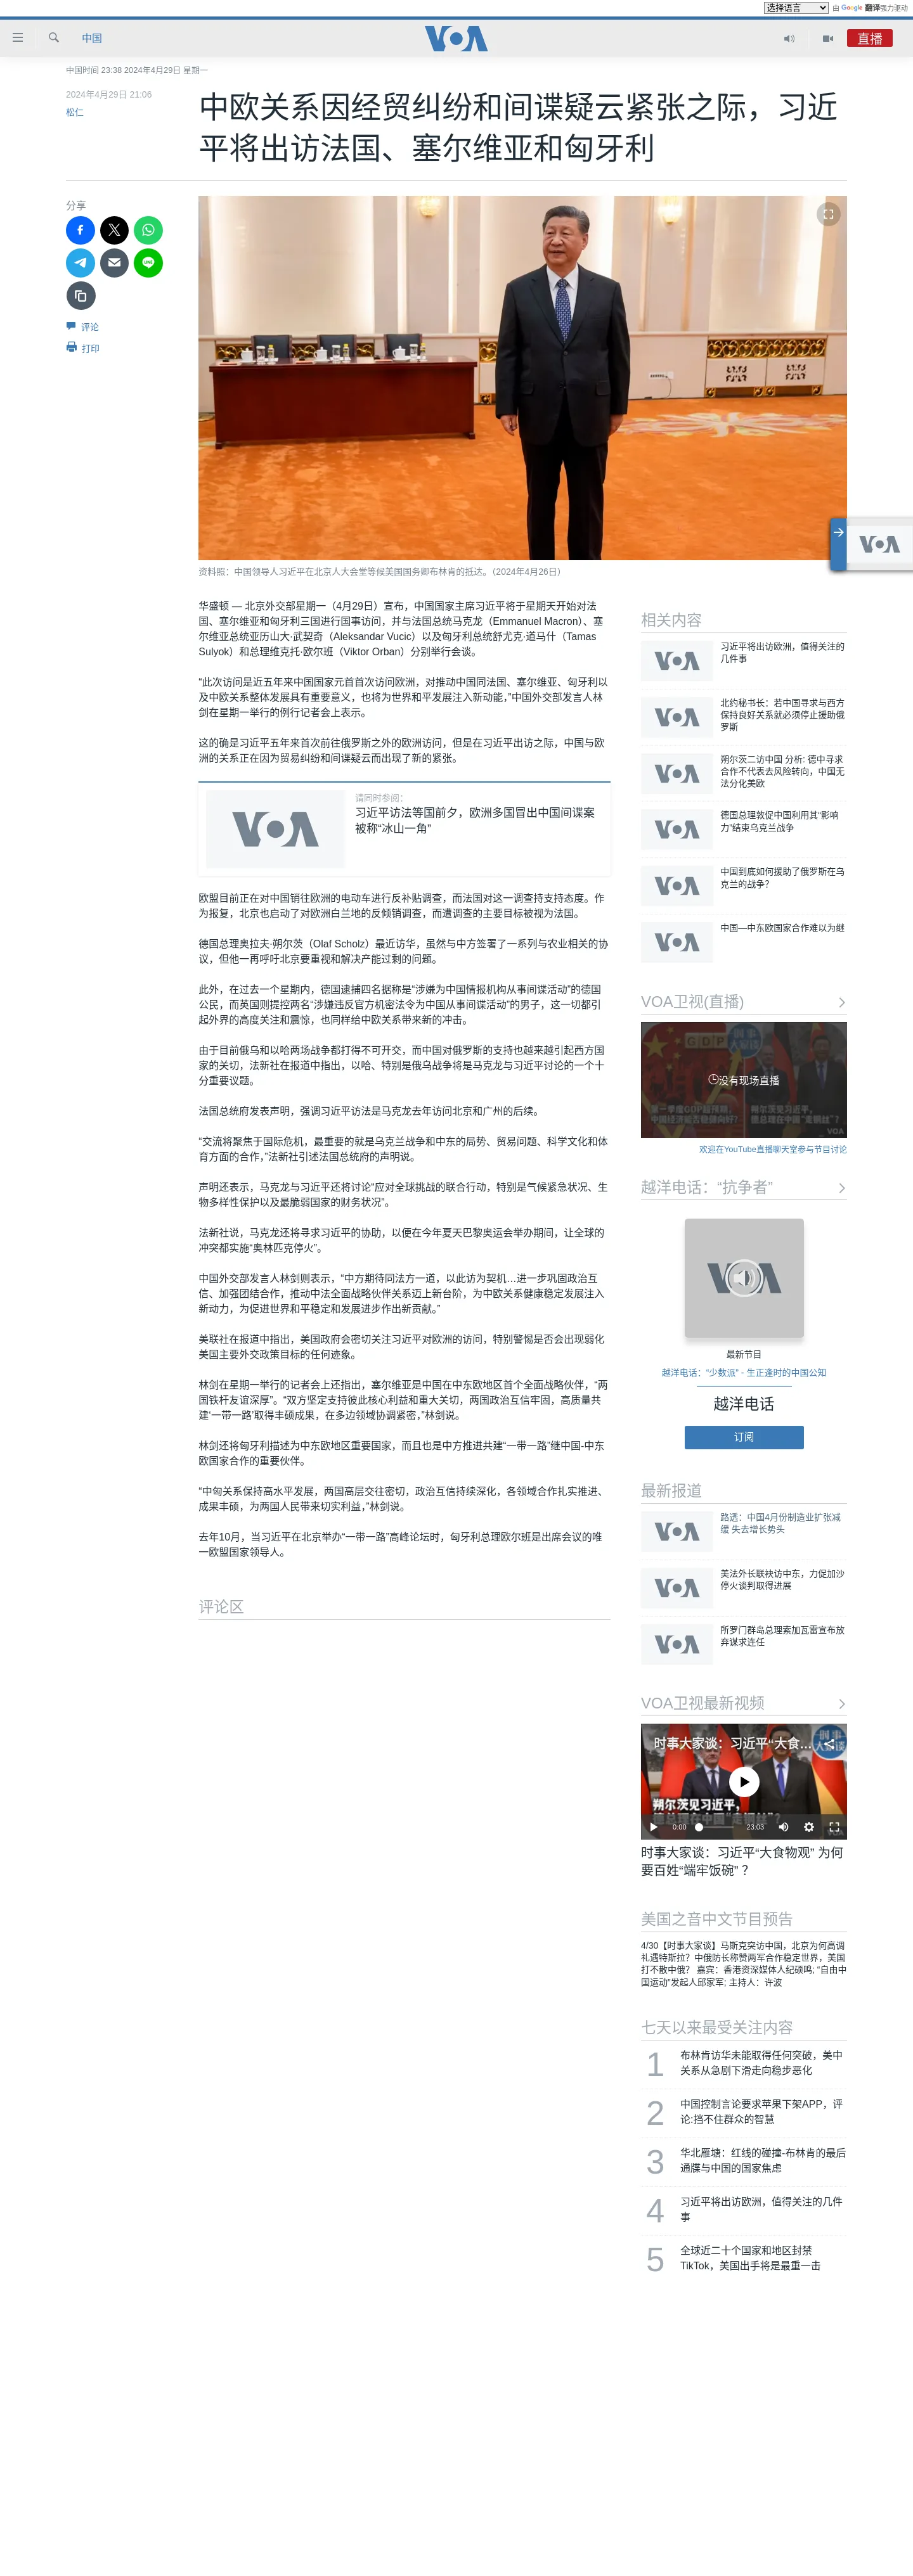 选择语言 由 Google 翻译强力驱动
中国
VOA
直播
中国时间 23:38 2024年4月29日 星期一
2024年4月29日 21:06
松仁
中欧关系因经贸纠纷和间谍疑云紧张之际，习近
平将出访法国、塞尔维亚和匈牙利
分享
评论
打印
资料照：中国领导人习近平在北京人大会堂等候美国国务卿布林肯的抵达。（2024年4月26日）
VOA
华盛顿 — 北京外交部星期一（4月29日）宣布，中国国家主席习近平将于星期天开始对法
国、塞尔维亚和匈牙利三国进行国事访问，并与法国总统马克龙（Emmanuel Macron）、塞
尔维亚总统亚历山大·武契奇（Aleksandar Vucic）以及匈牙利总统舒尤克·道马什（Tamas
Sulyok）和总理维克托·欧尔班（Viktor Orban）分别举行会谈。
“此次访问是近五年来中国国家元首首次访问欧洲，对推动中国同法国、塞尔维亚、匈牙利以
及中欧关系整体发展具有重要意义，也将为世界和平发展注入新动能，”中国外交部发言人林
剑在星期一举行的例行记者会上表示。
这的确是习近平五年来首次前往俄罗斯之外的欧洲访问，但是在习近平出访之际，中国与欧
洲的关系正在因为贸易纠纷和间谍疑云而出现了新的紧张。
VOA
请同时参阅：
习近平访法等国前夕，欧洲多国冒出中国间谍案
被称“冰山一角”
欧盟目前正在对中国销往欧洲的电动车进行反补贴调查，而法国对这一调查持支持态度。作
为报复，北京也启动了对欧洲白兰地的反倾销调查，而遭调查的主要目标被视为法国。
德国总理奥拉夫·朔尔茨（Olaf Scholz）最近访华，虽然与中方签署了一系列与农业相关的协
议，但他一再呼吁北京要重视和解决产能过剩的问题。
此外，在过去一个星期内，德国逮捕四名据称是“涉嫌为中国情报机构从事间谍活动”的德国
公民，而英国则提控两名“涉嫌违反官方机密法令为中国从事间谍活动”的男子，这一切都引
起外界的高度关注和震惊，也同样给中欧关系带来新的冲击。
由于目前俄乌和以哈两场战争都打得不可开交，而中国对俄罗斯的支持也越来越引起西方国
家的关切，法新社在报道中指出，以哈、特别是俄乌战争将是马克龙与习近平讨论的一个十
分重要议题。
法国总统府发表声明，强调习近平访法是马克龙去年访问北京和广州的后续。
“交流将聚焦于国际危机，最重要的就是乌克兰战争和中东的局势、贸易问题、科学文化和体
育方面的合作，”法新社引述法国总统府的声明说。
声明还表示，马克龙与习近平还将讨论“应对全球挑战的联合行动，特别是气候紧急状况、生
物多样性保护以及最脆弱国家的财务状况”。
法新社说，马克龙还将寻求习近平的协助，以便在今年夏天巴黎奥运会举办期间，让全球的
冲突都实施“奥林匹克停火”。
中国外交部发言人林剑则表示，“中方期待同法方一道，以此访为契机…进一步巩固政治互
信、加强团结合作，推动中法全面战略伙伴关系迈上新台阶，为中欧关系健康稳定发展注入
新动力，为促进世界和平稳定和发展进步作出新贡献。”
美联社在报道中指出，美国政府会密切关注习近平对欧洲的访问，特别警惕是否会出现弱化
美国主要外交政策目标的任何迹象。
林剑在星期一举行的记者会上还指出，塞尔维亚是中国在中东欧地区首个全面战略伙伴，“两
国铁杆友谊深厚”。“双方坚定支持彼此核心利益和重大关切，两国政治互信牢固，高质量共
建‘一带一路’取得丰硕成果，在多边领域协调紧密，”林剑说。
林剑还将匈牙利描述为中东欧地区重要国家，而且也是中方推进共建“一带一路”继中国-中东
欧国家合作的重要伙伴。
“中匈关系保持高水平发展，两国高层交往密切，政治互信持续深化，各领域合作扎实推进、
成果丰硕，为两国人民带来切实利益，”林剑说。
去年10月，当习近平在北京举办“一带一路”高峰论坛时，匈牙利总理欧尔班是出席会议的唯
一欧盟国家领导人。
评论区
相关内容
VOA
习近平将出访欧洲，值得关注的
几件事
VOA
北约秘书长：若中国寻求与西方
保持良好关系就必须停止援助俄
罗斯
VOA
朔尔茨二访中国 分析: 德中寻求
合作不代表去风险转向，中国无
法分化美欧
VOA
德国总理敦促中国利用其“影响
力”结束乌克兰战争
VOA
中国到底如何援助了俄罗斯在乌
克兰的战争？
VOA
中国—中东欧国家合作难以为继
VOA卫视(直播)
没有现场直播
欢迎在YouTube直播聊天室参与节目讨论
越洋电话：“抗争者”
VOA
最新节目
越洋电话：“少数派” - 生正逢时的中国公知
越洋电话
订阅
最新报道
VOA
路透：中国4月份制造业扩张减
缓 失去增长势头
VOA
美法外长联袂访中东，力促加沙
停火谈判取得进展
VOA
所罗门群岛总理索加瓦雷宣布放
弃谋求连任
VOA卫视最新视频
时事大家谈：习近平“大食…
朔尔茨见习近平，
0:00 23:03
时事大家谈：习近平“大食物观” 为何
要百姓“端牢饭碗”？
美国之音中文节目预告
4/30【时事大家谈】马斯克突访中国，北京为何高调
礼遇特斯拉？中俄防长称赞两军合作稳定世界，美国
打不散中俄？ 嘉宾：香港资深媒体人纪硕鸣; “自由中
国运动”发起人邱家军; 主持人：许波
七天以来最受关注内容
1 布林肯访华未能取得任何突破，美中
关系从急剧下滑走向稳步恶化
2 中国控制言论要求苹果下架APP，评
论:挡不住群众的智慧
3 华北雁塘：红线的碰撞-布林肯的最后
通牒与中国的国家焦虑
4 习近平将出访欧洲，值得关注的几件
事
5 全球近二十个国家和地区封禁
TikTok，美国出手将是最重一击